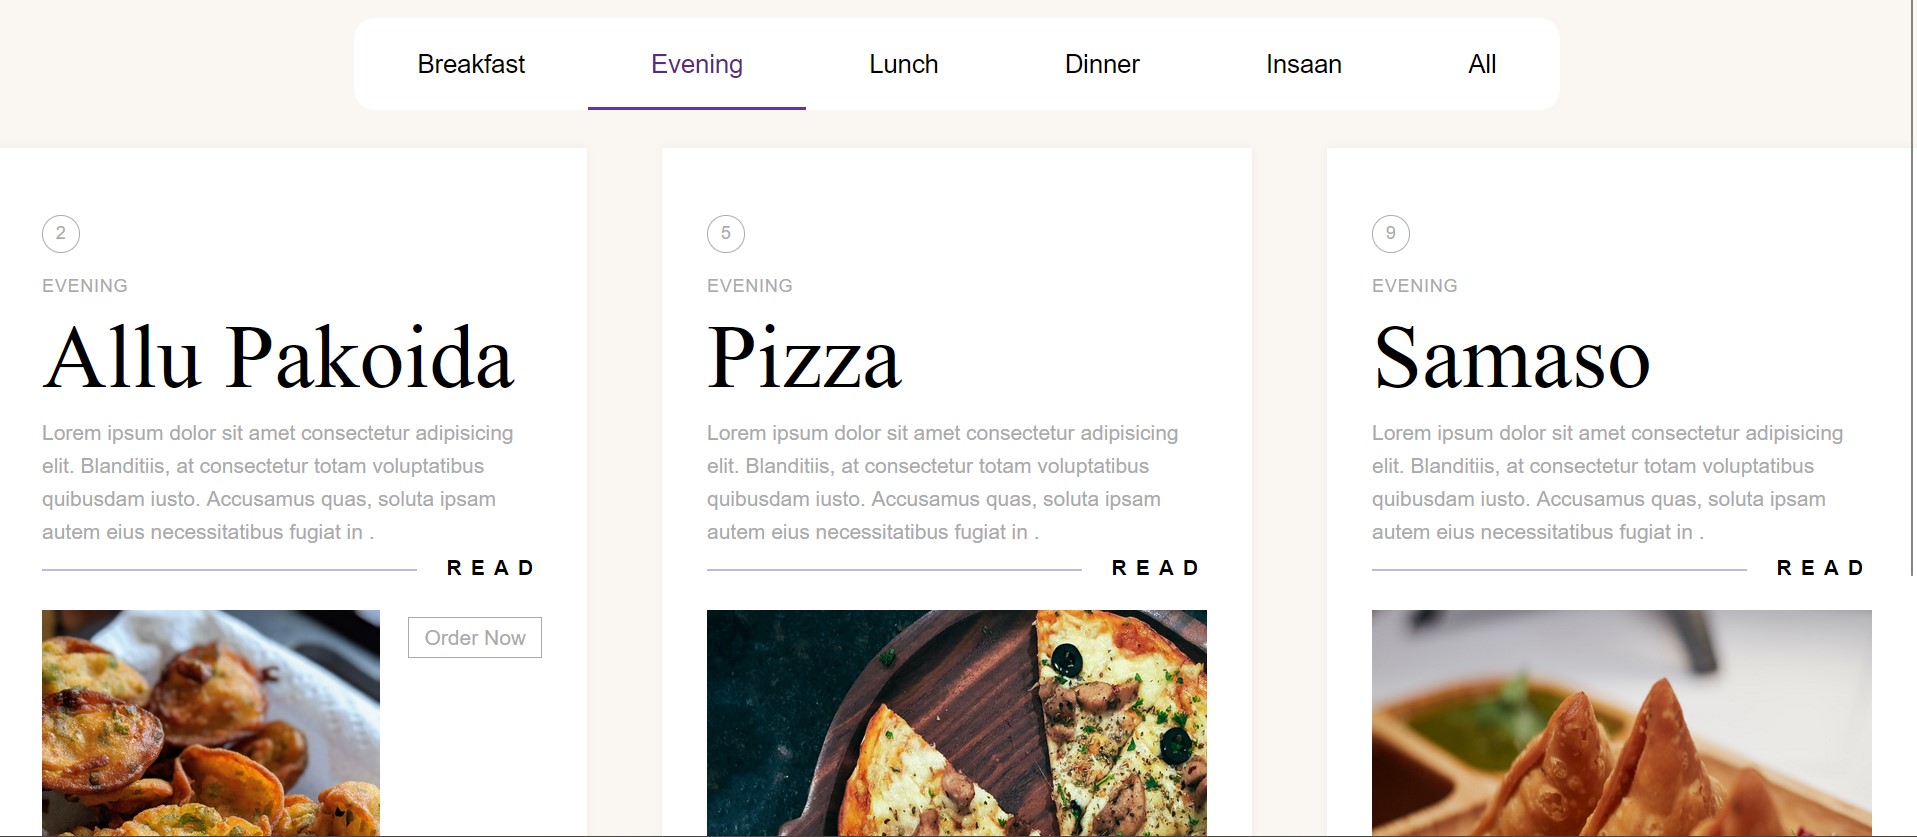 Breakfast Evening Lunch Dinner Insaan All
2
EVENING
Allu Pakoida
Lorem ipsum dolor sit amet consectetur adipisicing
elit. Blanditiis, at consectetur totam voluptatibus
quibusdam iusto. Accusamus quas, soluta ipsam
autem eius necessitatibus fugiat in .
READ
Order Now
5
EVENING
Pizza
Lorem ipsum dolor sit amet consectetur adipisicing
elit. Blanditiis, at consectetur totam voluptatibus
quibusdam iusto. Accusamus quas, soluta ipsam
autem eius necessitatibus fugiat in .
READ
9
EVENING
Samaso
Lorem ipsum dolor sit amet consectetur adipisicing
elit. Blanditiis, at consectetur totam voluptatibus
quibusdam iusto. Accusamus quas, soluta ipsam
autem eius necessitatibus fugiat in .
READ